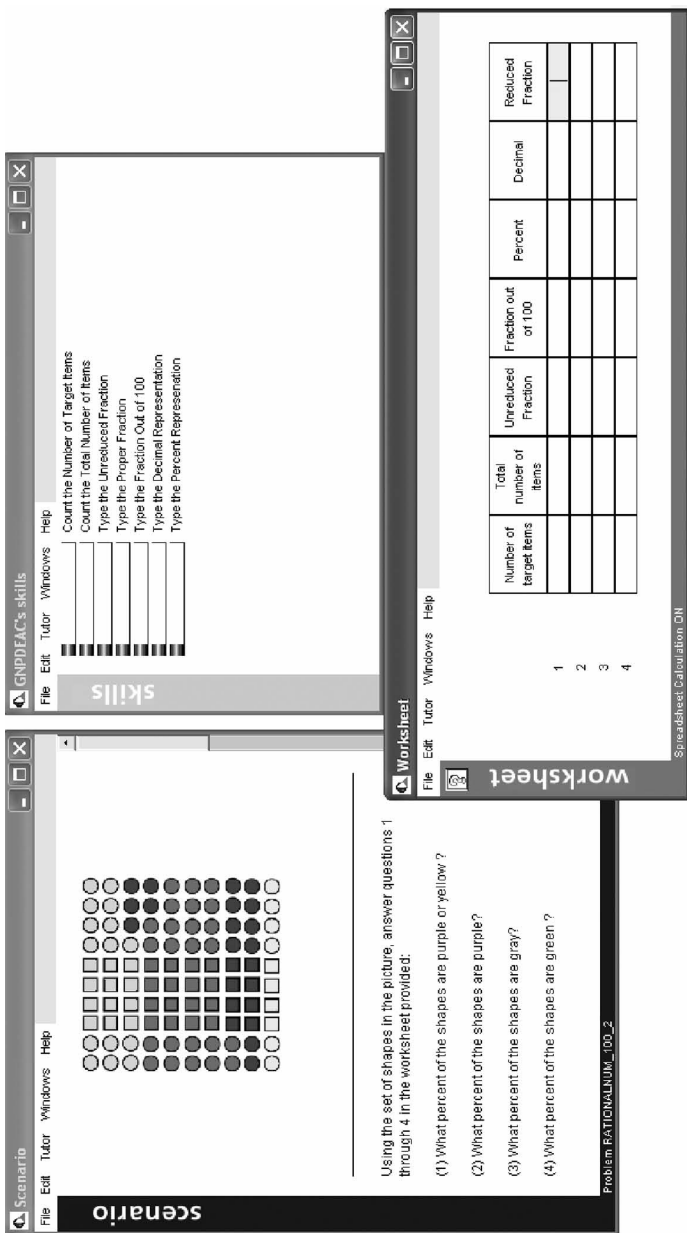 Scenario
File Edit Tutor Windows Help
scenario
Using the set of shapes in the picture, answer questions 1
through 4 in the worksheet provided:
(1) What percent of the shapes are purple or yellow ?
(2) What percent of the shapes are purple?
(3) What percent of the shapes are gray?
(4) What percent of the shapes are green ?
Problem RATIONALNUM_100_2
GNPDEAC's skills
File Edit Tutor Windows Help
skills
Count the Number of Target Items
Count the Total Number of Items
Type the Unreduced Fraction
Type the Proper Fraction
Type the Fraction Out of 100
Type the Decimal Representation
Type the Percent Represenation
Worksheet
File Edit Tutor Windows Help
worksheet
Number of
target items
Total
number of
items
Unreduced
Fraction
Fraction out
of 100
Percent
Decimal
Reduced
Fraction
1
2
3
4
Spreadsheet Calculation ON